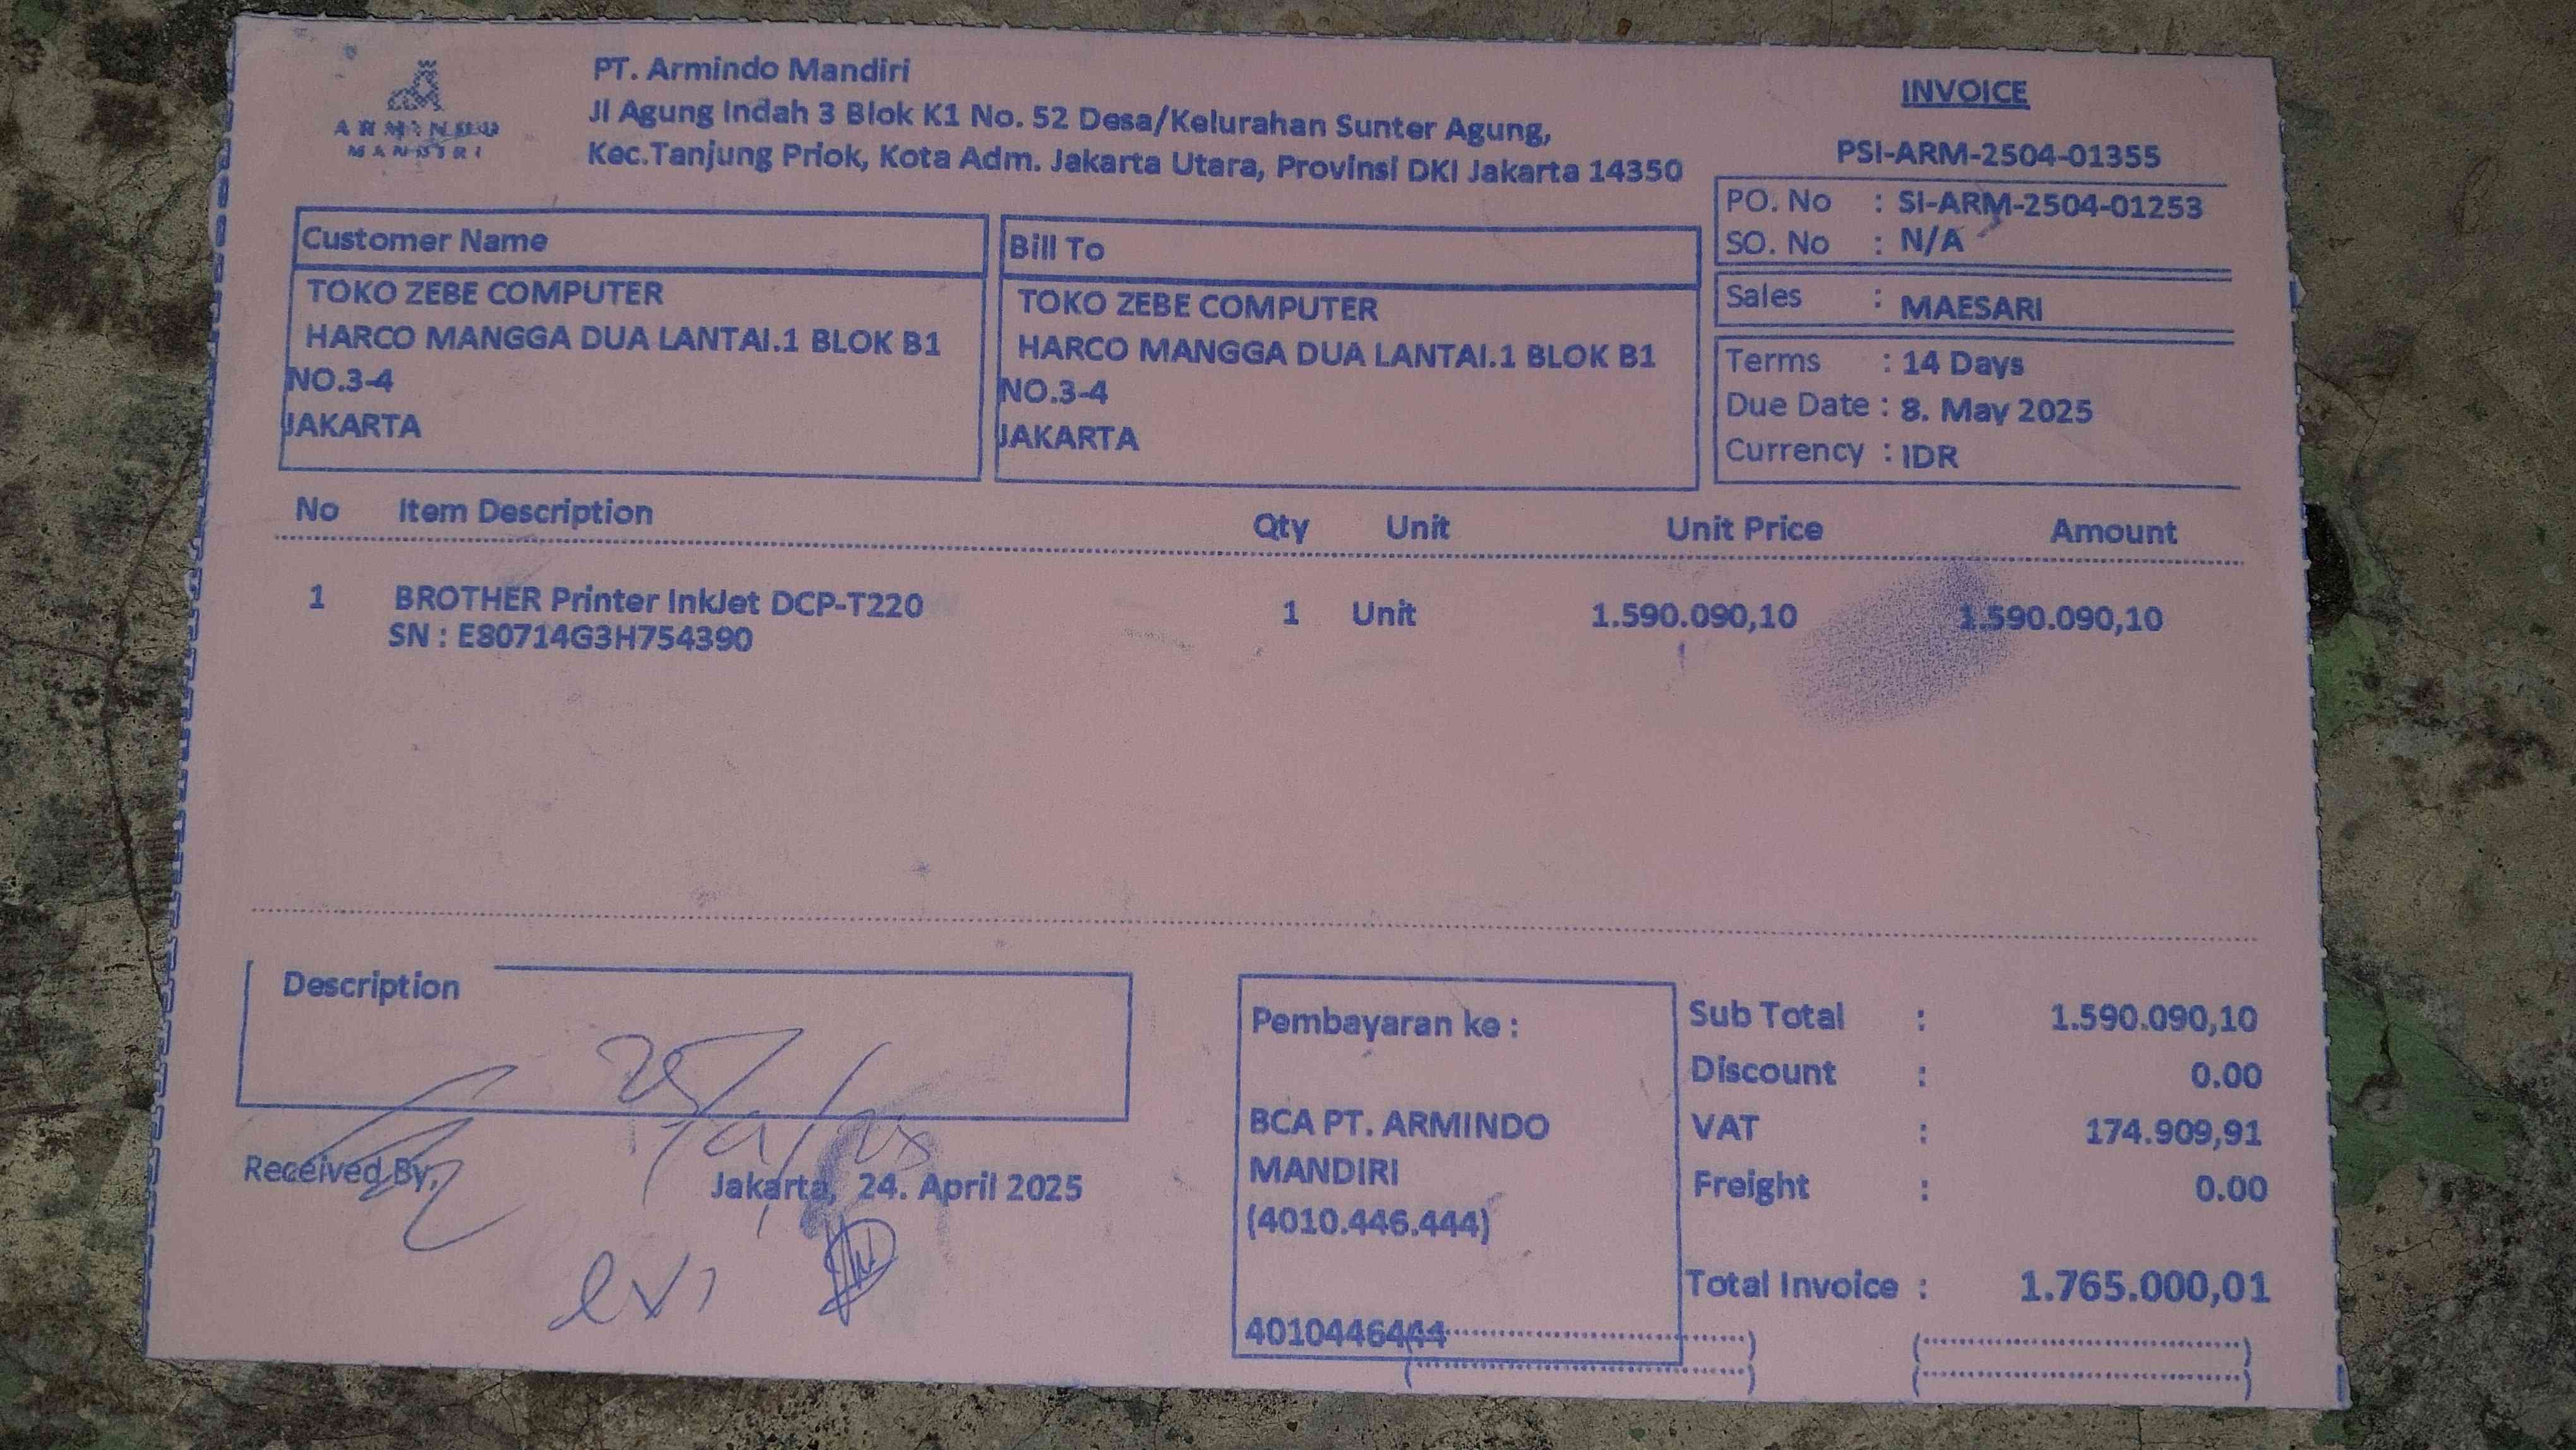 ARMINDO
MANDIRI
PT. Armindo Mandiri
Jl Agung Indah 3 Blok K1 No. 52 Desa/Kelurahan Sunter Agung,
Kec.Tanjung Priok, Kota Adm. Jakarta Utara, Provinsi DKI Jakarta 14350
INVOICE
PSI-ARM-2504-01355
PO. No : SI-ARM-2504-01253
SO. No : N/A
Sales : MAESARI
Terms : 14 Days
Due Date : 8. May 2025
Currency : IDR
Customer Name
TOKO ZEBE COMPUTER
HARCO MANGGA DUA LANTAI.1 BLOK B1
NO.3-4
JAKARTA
Bill To
TOKO ZEBE COMPUTER
HARCO MANGGA DUA LANTAI.1 BLOK B1
NO.3-4
JAKARTA
No Item Description Qty Unit Unit Price Amount
1 BROTHER Printer InkJet DCP-T220 1 Unit 1.590.090,10 1.590.090,10
SN : E80714G3H754390
Description
25/
Received By,
Jakarta, 24. April 2025
evi
Pembayaran ke :
BCA PT. ARMINDO
MANDIRI
(4010.446.444)
4010446444
Sub Total : 1.590.090,10
Discount : 0.00
VAT : 174.909,91
Freight : 0.00
Total Invoice : 1.765.000,01